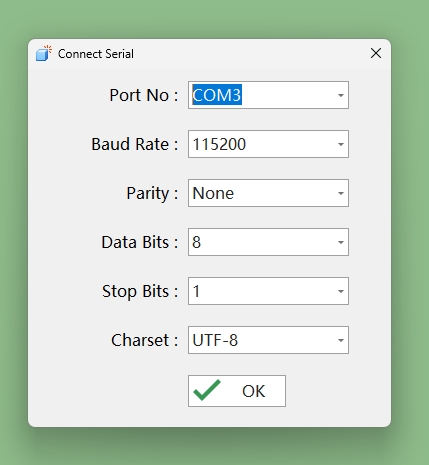 Connect Serial
Port No : COM3
Baud Rate : 115200
Parity : None
Data Bits : 8
Stop Bits : 1
Charset : UTF-8
OK